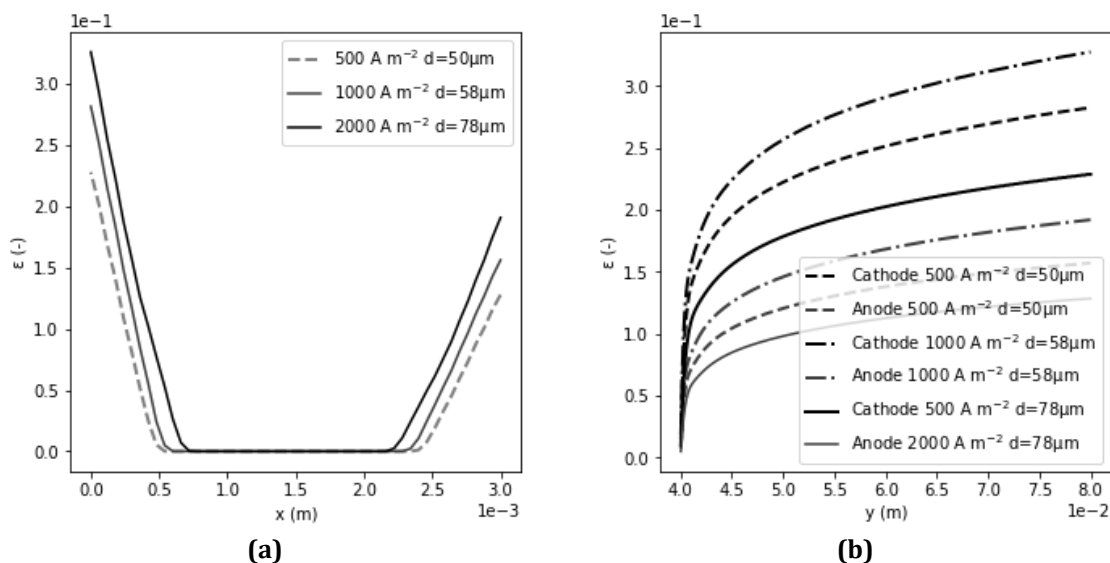 1e−1
ε (-)
3.0
2.5
2.0
1.5
1.0
0.5
0.0
500 A m⁻² d=50μm
1000 A m⁻² d=58μm
2000 A m⁻² d=78μm
0.0 0.5 1.0 1.5 2.0 2.5 3.0
x (m)
1e−3
(a)
1e−1
ε (-)
3.0
2.5
2.0
1.5
1.0
0.5
0.0
Cathode 500 A m⁻² d=50μm
Anode 500 A m⁻² d=50μm
Cathode 1000 A m⁻² d=58μm
Anode 1000 A m⁻² d=58μm
Cathode 500 A m⁻² d=78μm
Anode 2000 A m⁻² d=78μm
4.0 4.5 5.0 5.5 6.0 6.5 7.0 7.5 8.0
y (m)
1e−2
(b)